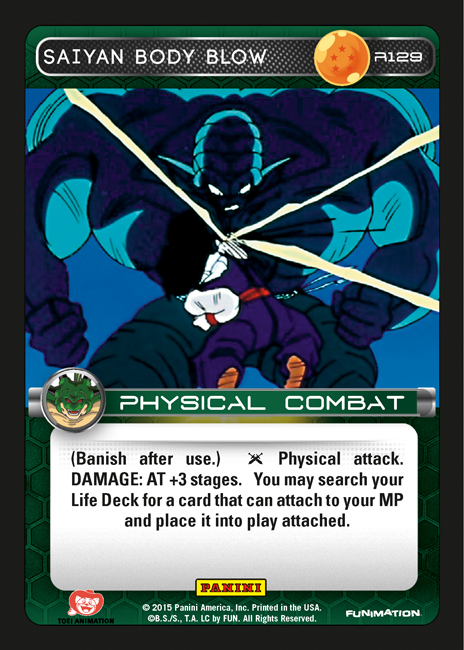 SAIYAN BODY BLOW
R129
PHYSICAL COMBAT
(Banish after use.) Physical attack.
DAMAGE: AT +3 stages. You may search your
Life Deck for a card that can attach to your MP
and place it into play attached.
PANINI
© 2015 Panini America, Inc. Printed in the USA.
©B.S./S., T.A. LC by FUN. All Rights Reserved.
TOEI ANIMATION
FUNIMATION